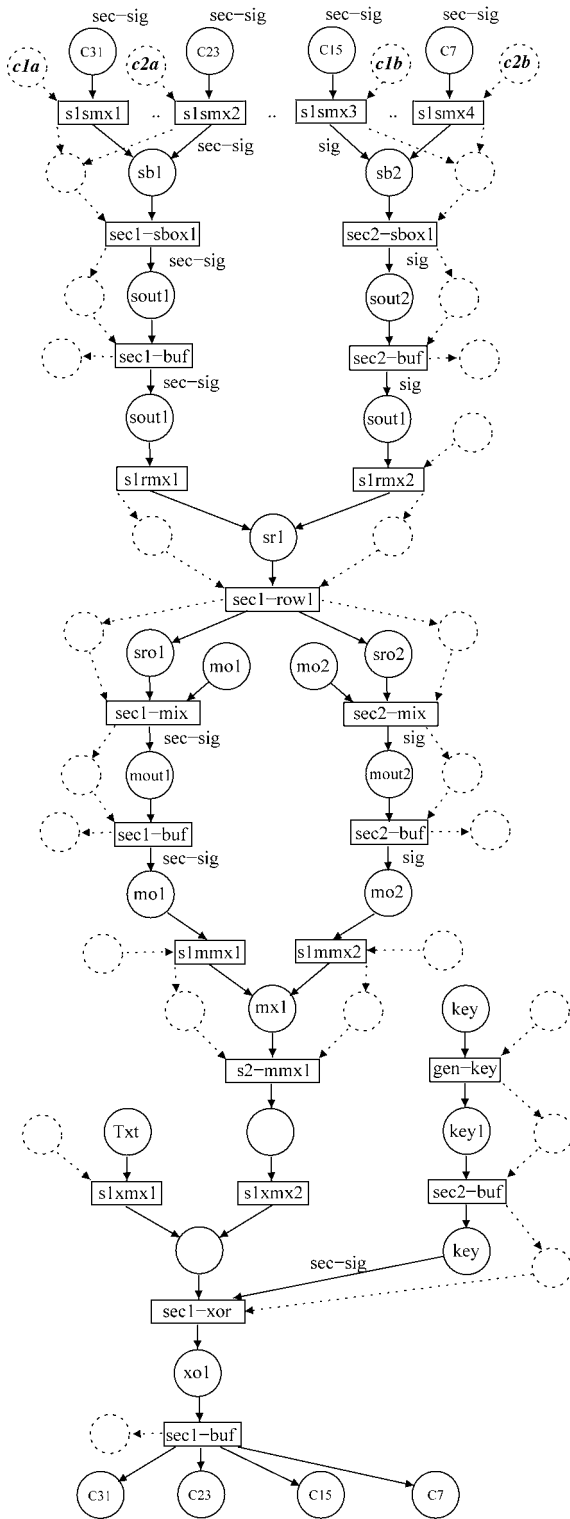 sec-sig sec-sig sec-sig sec-sig
c1a C31 c2a C23 C15 c1b C7 c2b
s1smx1 .. s1smx2 .. s1smx3 .. s1smx4
sec-sig sig
sb1 sb2
sec1-sbox1 sec2-sbox1
sec-sig sig
sout1 sout2
sec1-buf sec2-buf
sec-sig sig
sout1 sout1
s1rmx1 s1rmx2
sr1
sec1-row1
sro1 mo1 mo2 sro2
sec1-mix sec2-mix
sec-sig sig
mout1 mout2
sec1-buf sec2-buf
sec-sig sig
mo1 mo2
s1mmx1 s1mmx2
mx1 key
s2-mmx1 gen-key
Txt key1
s1xmx1 s1xmx2 sec2-buf
sec-sig key
sec1-xor
xo1
sec1-buf
C31 C23 C15 C7